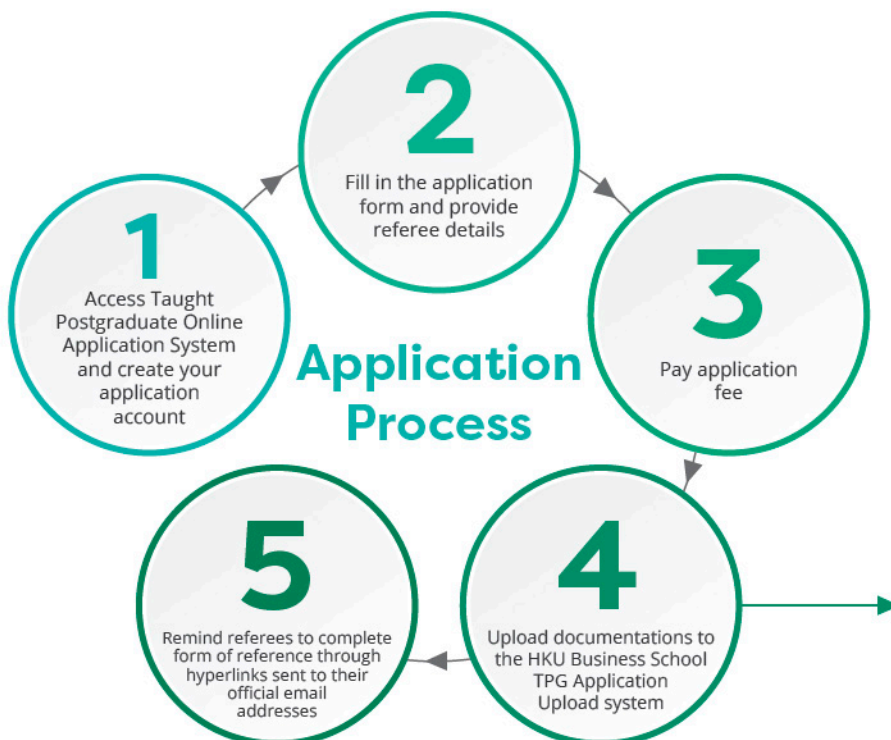 1
Access Taught
Postgraduate Online
Application System
and create your
application
account
2
Fill in the application
form and provide
referee details
3
Pay application
fee
Application
Process
4
Upload documentations to
the HKU Business School
TPG Application
Upload system
5
Remind referees to complete
form of reference through
hyperlinks sent to their
official email
addresses